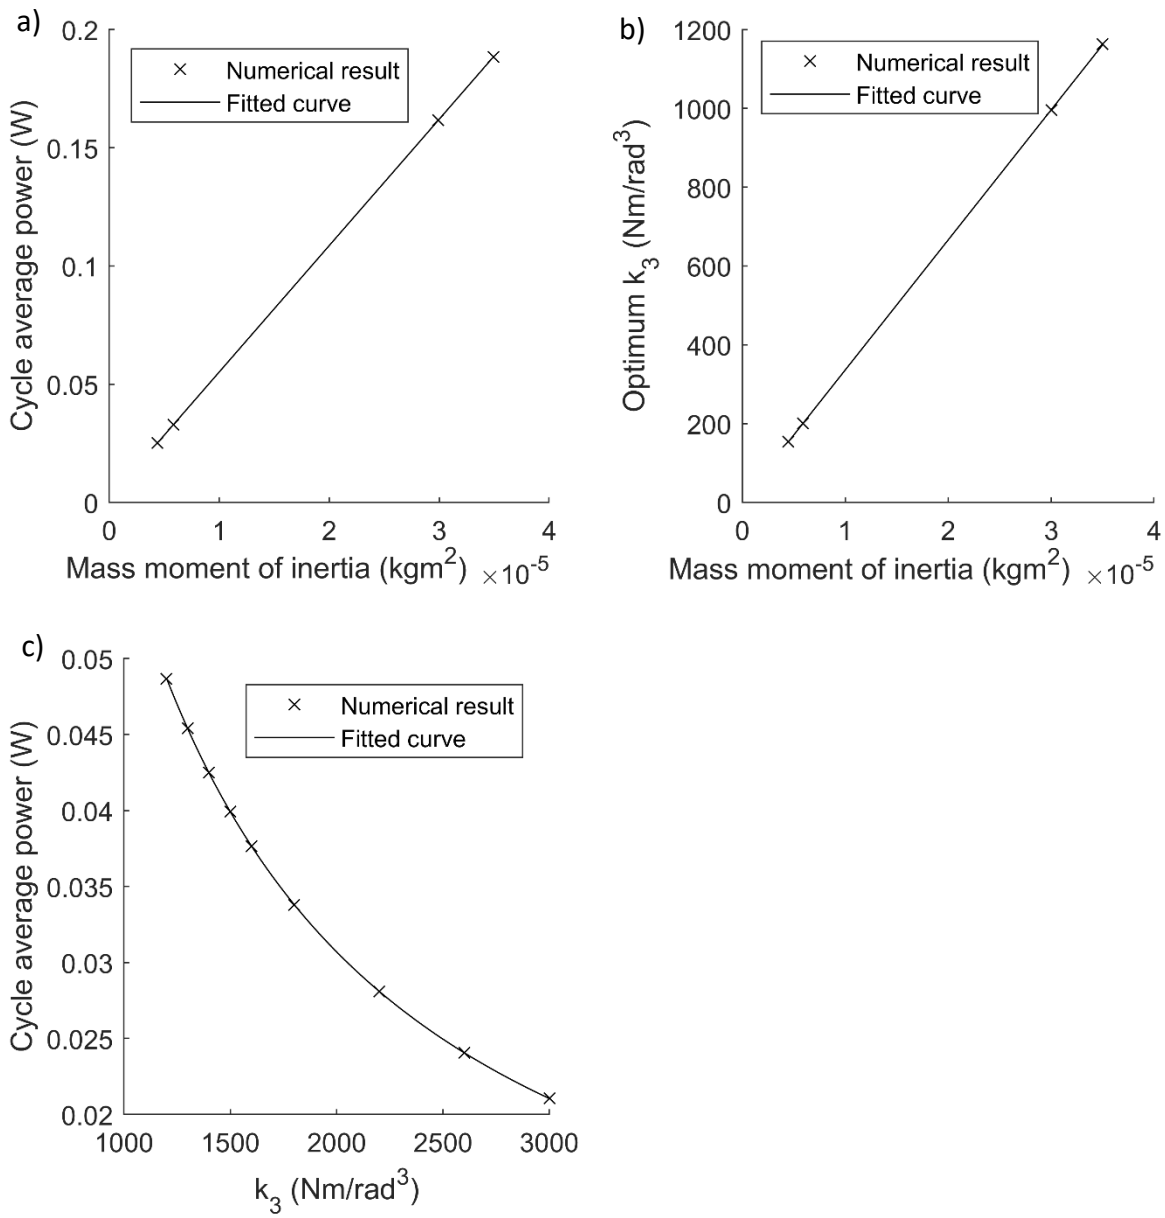 a)
0.2
0.15
0.1
0.05
0
Cycle average power (W)
× Numerical result
Fitted curve
0 1 2 3 4
Mass moment of inertia (kgm²) ×10⁻⁵
b)
1200
1000
800
600
400
200
0
Optimum k₃ (Nm/rad³)
× Numerical result
Fitted curve
0 1 2 3 4
Mass moment of inertia (kgm²) ×10⁻⁵
c)
0.05
0.045
0.04
0.035
0.03
0.025
0.02
Cycle average power (W)
× Numerical result
Fitted curve
1000 1500 2000 2500 3000
k₃ (Nm/rad³)